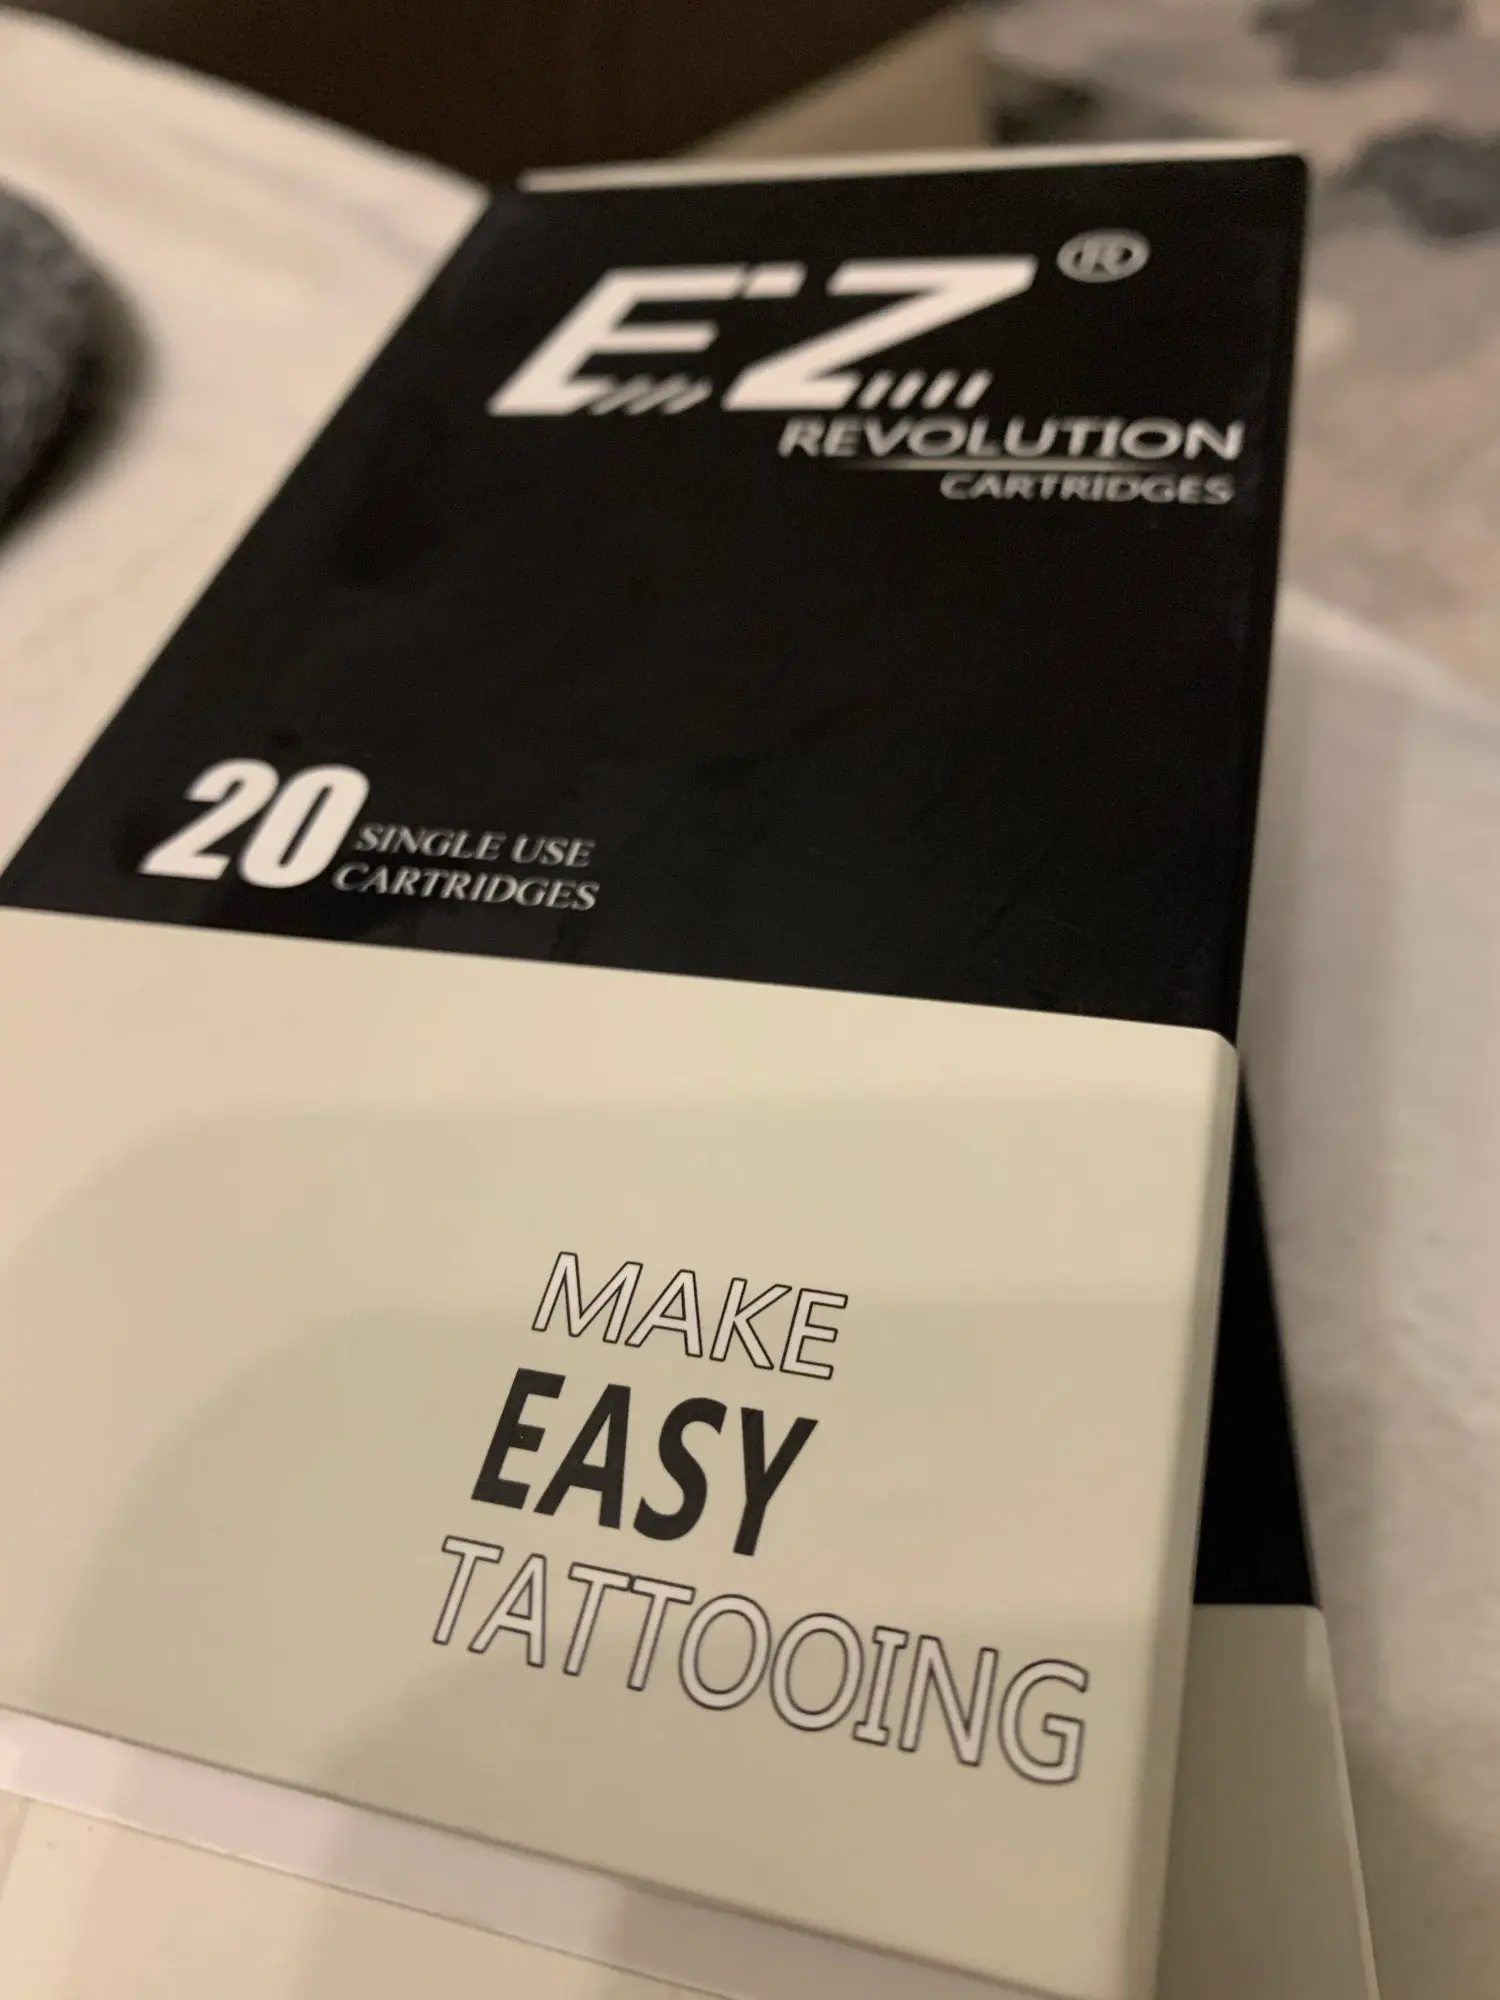 EZ®
REVOLUTION
CARTRIDGES
20 SINGLE USE
CARTRIDGES
MAKE
EASY
TATTOOING